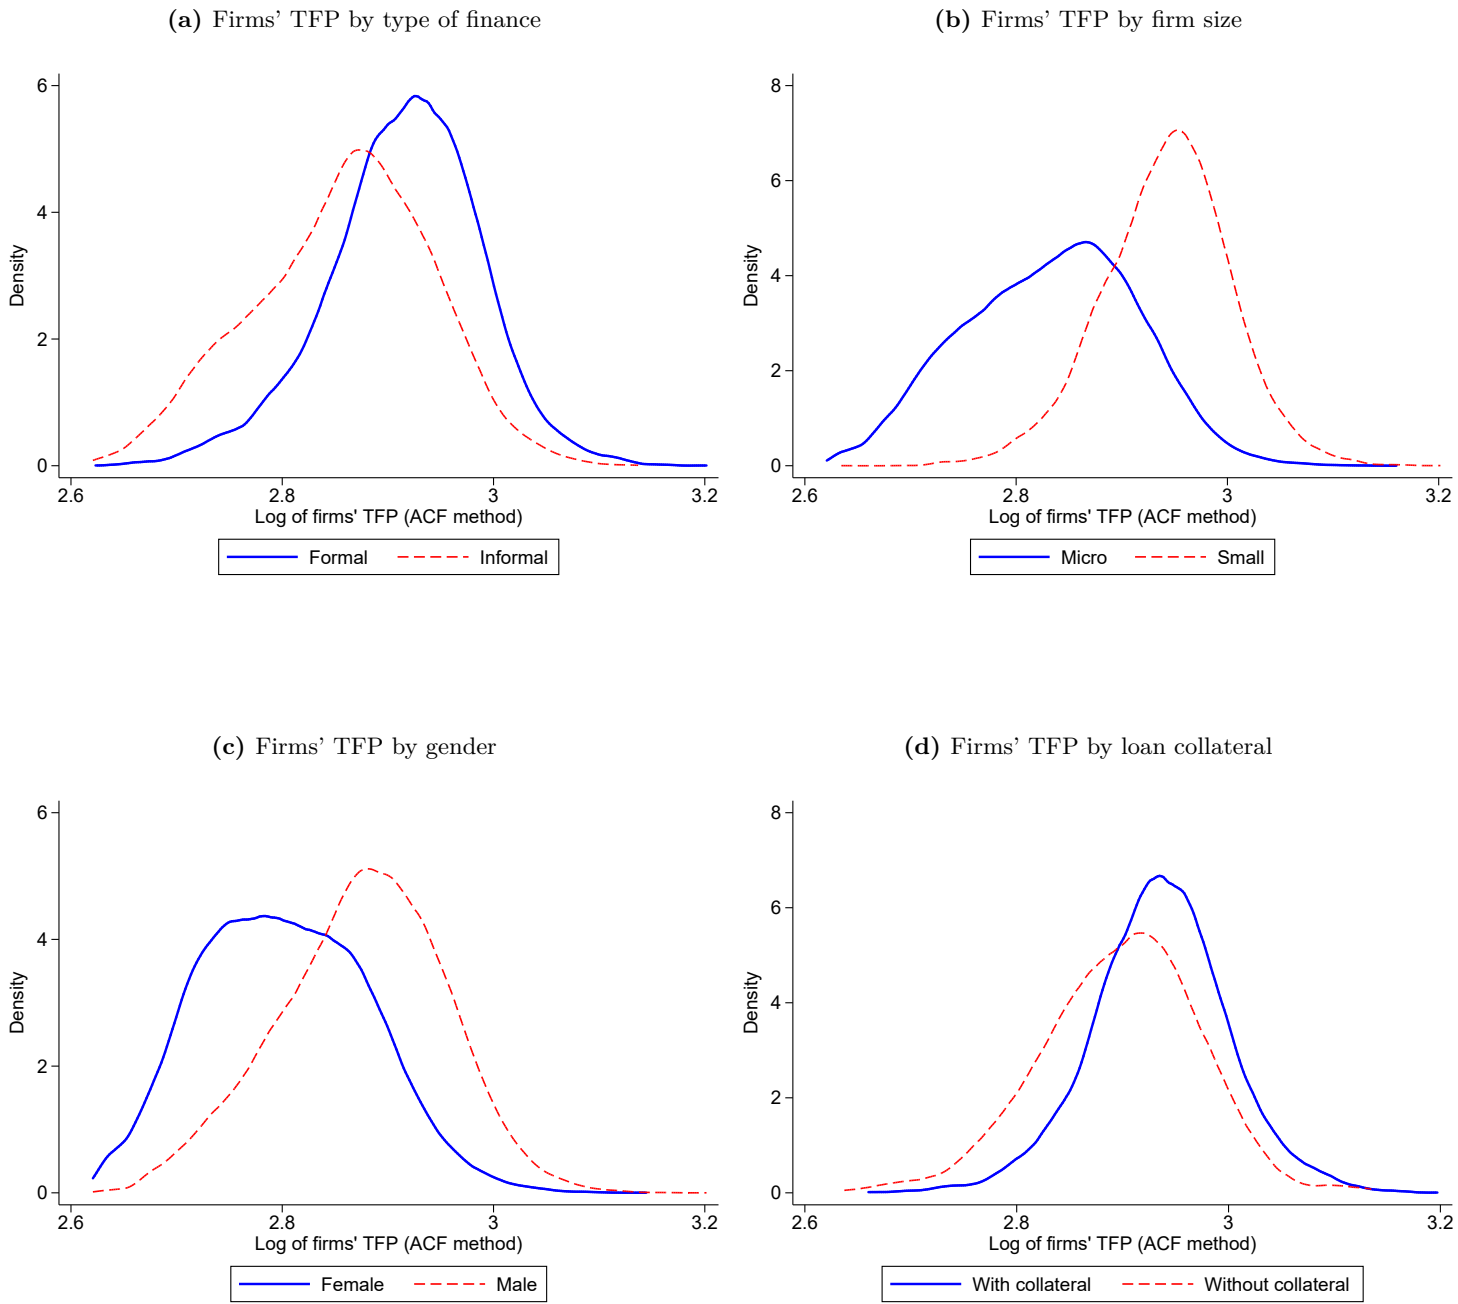 (a) Firms' TFP by type of finance
6
4
2
0
Density
2.6 2.8 3 3.2
Log of firms' TFP (ACF method)
Formal Informal
(b) Firms' TFP by firm size
8
6
4
2
0
Density
2.6 2.8 3 3.2
Log of firms' TFP (ACF method)
Micro Small
(c) Firms' TFP by gender
6
4
2
0
Density
2.6 2.8 3 3.2
Log of firms' TFP (ACF method)
Female Male
(d) Firms' TFP by loan collateral
8
6
4
2
0
Density
2.6 2.8 3 3.2
Log of firms' TFP (ACF method)
With collateral Without collateral